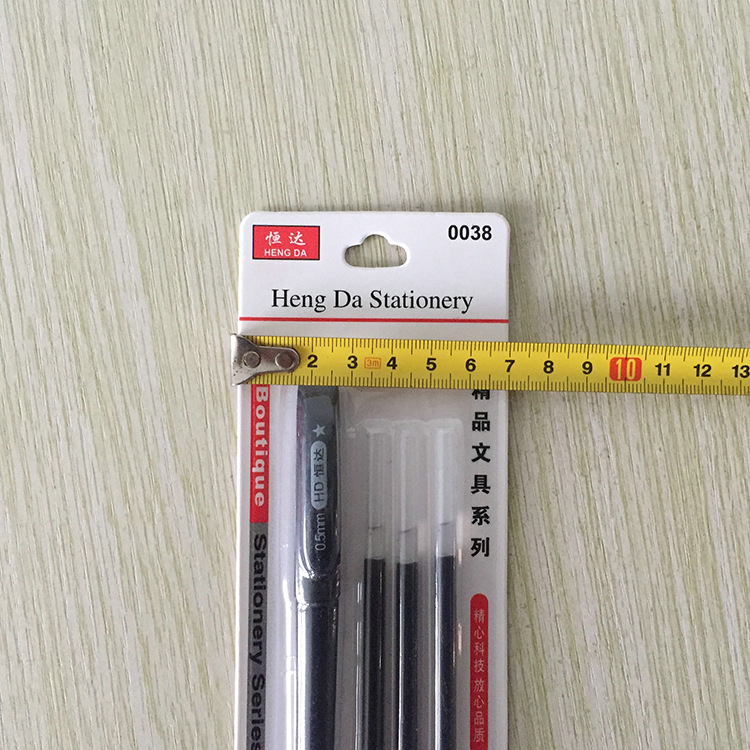 恒达
HENG DA
0038
Heng Da Stationery
2 3 3m 4 5 6 7 8 9 10 11 12 13
Boutique Stationery Series
0.5mm HD 恒达
精品文具系列
精心科技 放心品质